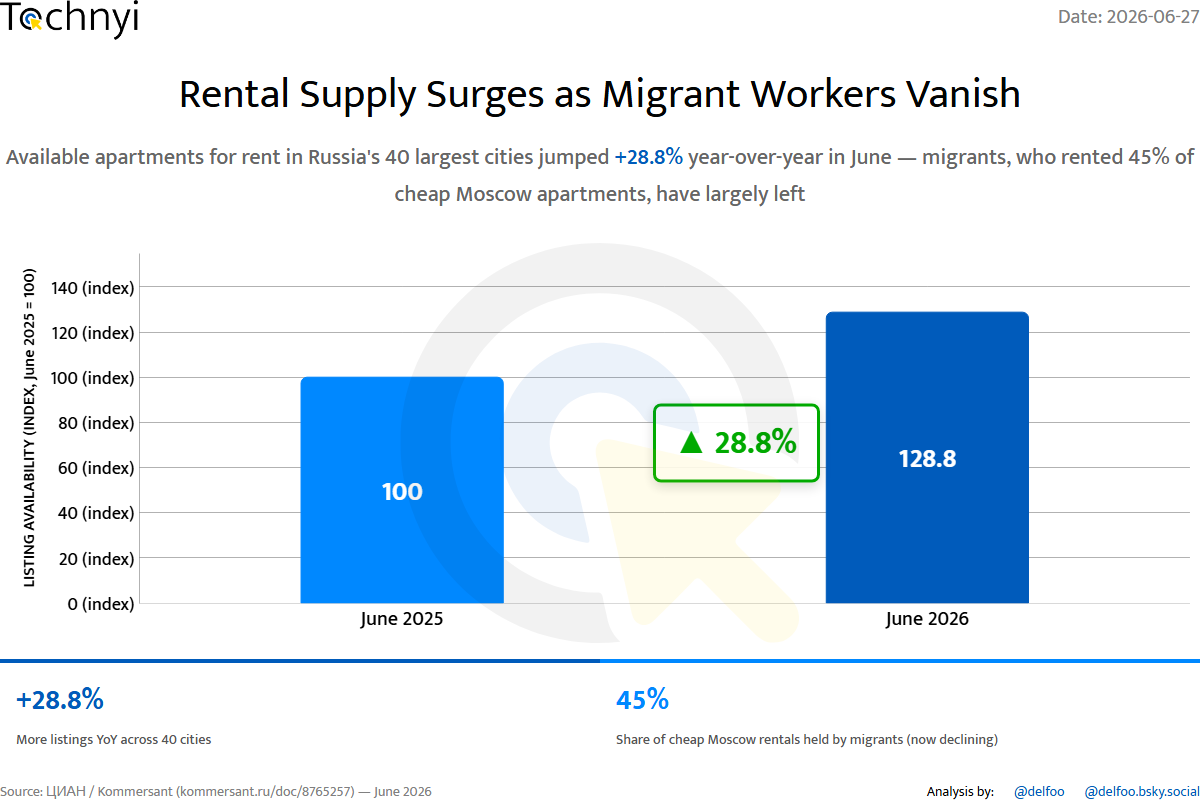 Technyi
Date: 2026-06-27
Rental Supply Surges as Migrant Workers Vanish
Available apartments for rent in Russia's 40 largest cities jumped +28.8% year-over-year in June — migrants, who rented 45% of
cheap Moscow apartments, have largely left
LISTING AVAILABILITY (INDEX, June 2025 = 100)
140 (index)
120 (index)
100 (index)
80 (index)
60 (index)
40 (index)
20 (index)
0 (index)
100
▲ 28.8%
128.8
June 2025
June 2026
+28.8%
More listings YoY across 40 cities
45%
Share of cheap Moscow rentals held by migrants (now declining)
Source: ЦИАН / Kommersant (kommersant.ru/doc/8765257) — June 2026
Analysis by: @delfoo @delfoo.bsky.social